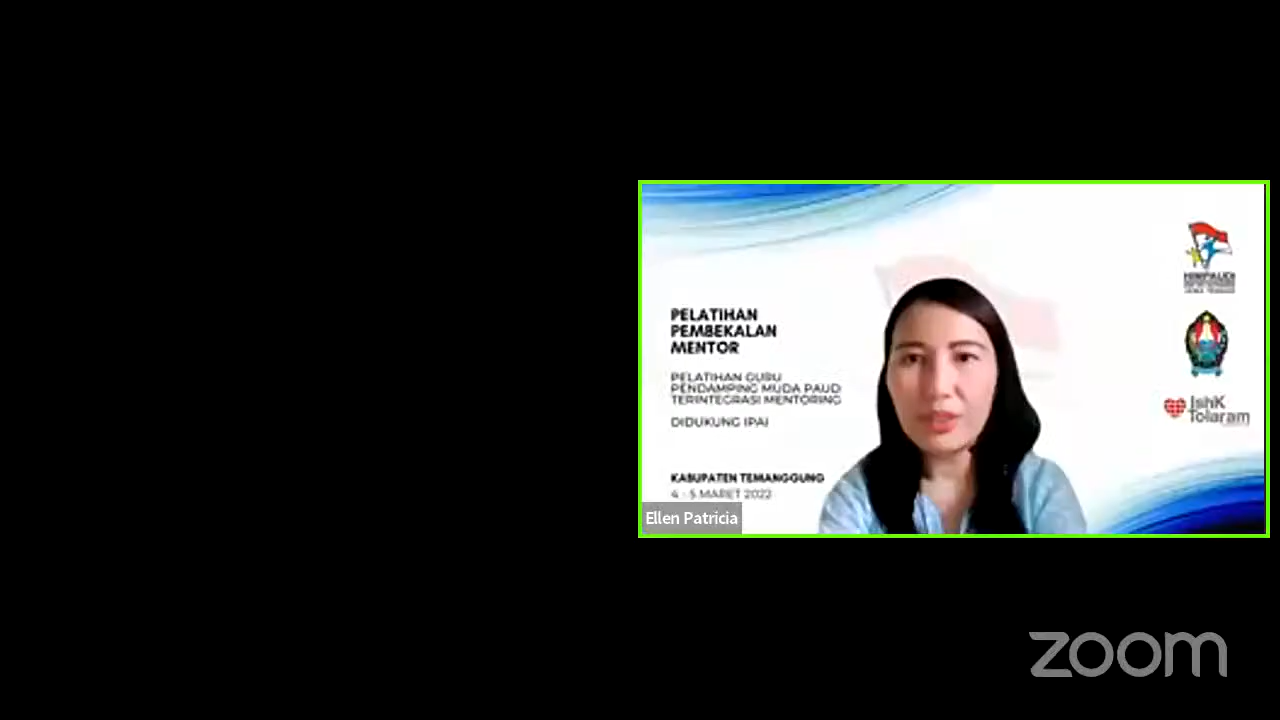 PELATIHAN
PEMBEKALAN
MENTOR
PELATIHAN GURU
PENDAMPING MUDA PAUD
TERINTEGRASI MENTORING
DIDUKUNG IPAI
KABUPATEN TEMANGGUNG
4 - 5 MARET 2022
Ellen Patricia
HIMPAUDI
IshK
Tolaram
zoom